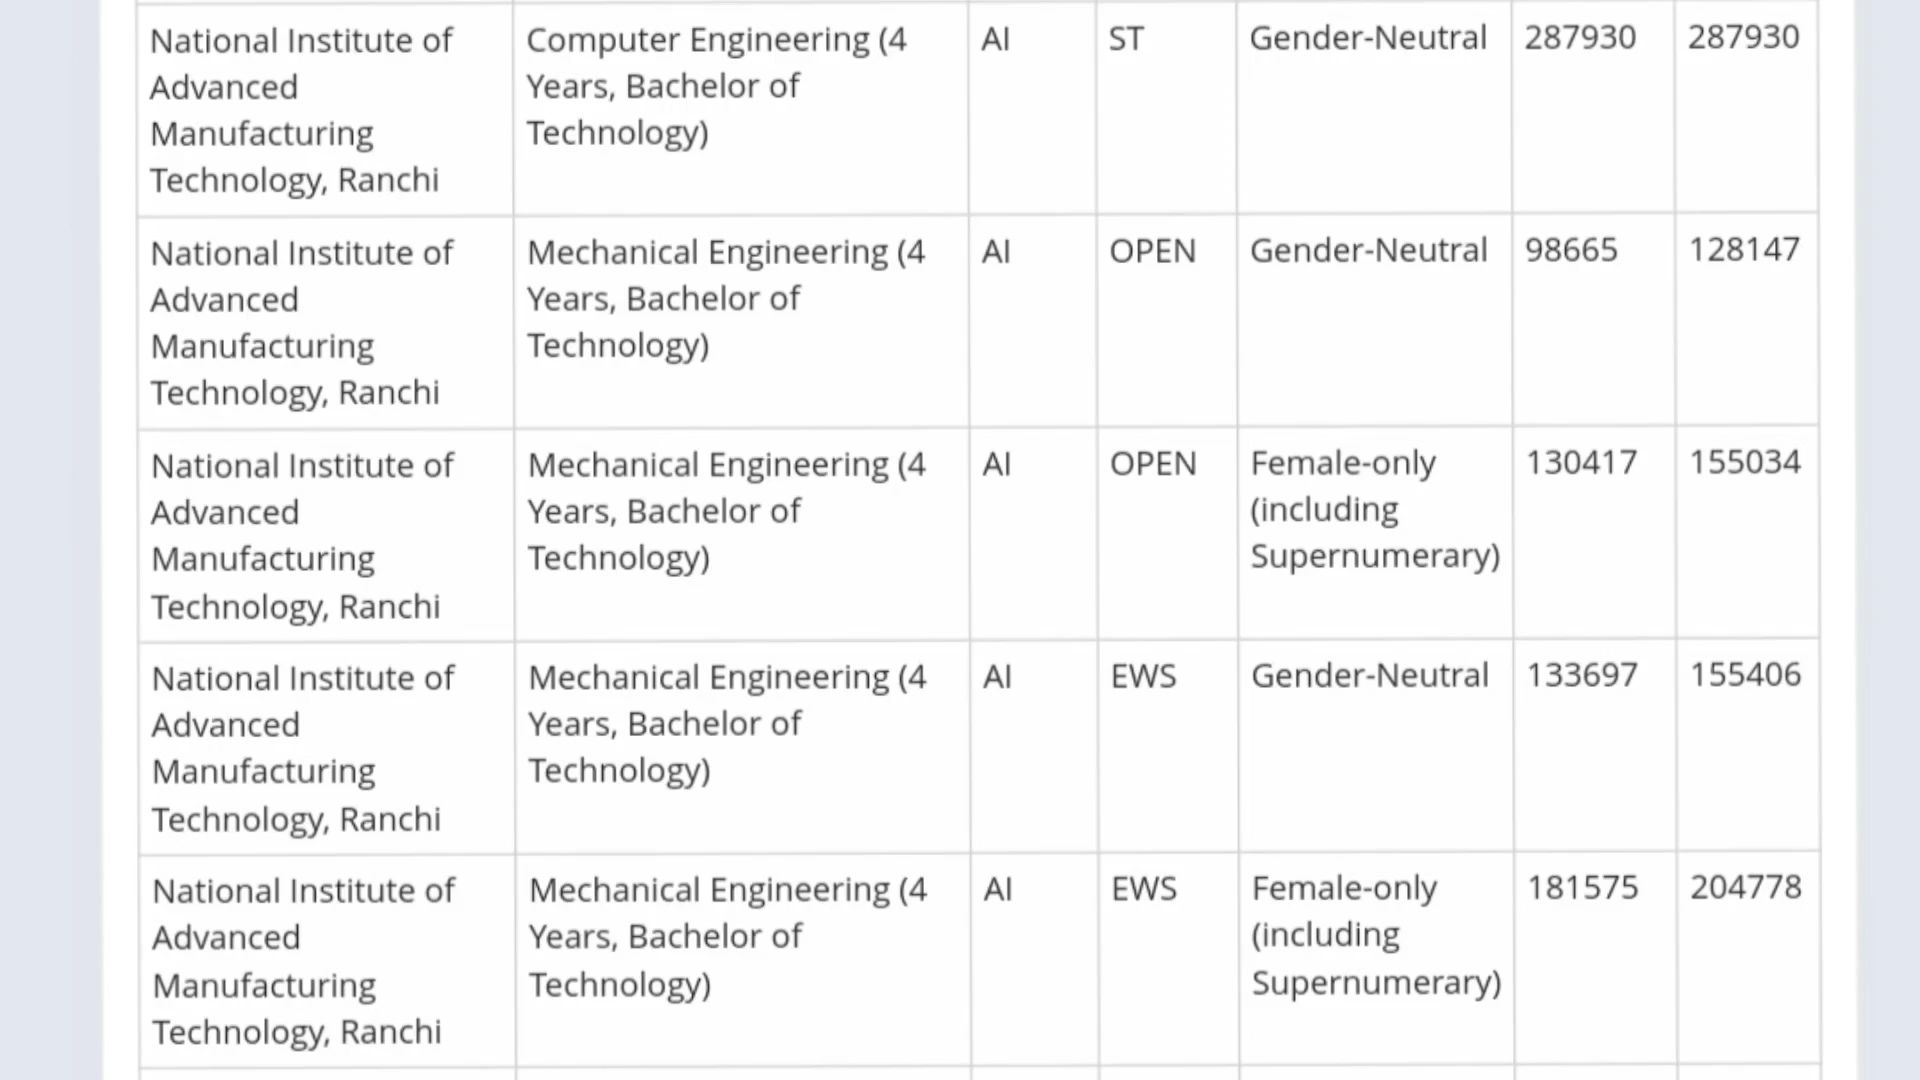 National Institute of
Advanced
Manufacturing
Technology, Ranchi
Computer Engineering (4
Years, Bachelor of
Technology)
AI
ST
Gender-Neutral
287930
287930
National Institute of
Advanced
Manufacturing
Technology, Ranchi
Mechanical Engineering (4
Years, Bachelor of
Technology)
AI
OPEN
Gender-Neutral
98665
128147
National Institute of
Advanced
Manufacturing
Technology, Ranchi
Mechanical Engineering (4
Years, Bachelor of
Technology)
AI
OPEN
Female-only
(including
Supernumerary)
130417
155034
National Institute of
Advanced
Manufacturing
Technology, Ranchi
Mechanical Engineering (4
Years, Bachelor of
Technology)
AI
EWS
Gender-Neutral
133697
155406
National Institute of
Advanced
Manufacturing
Technology, Ranchi
Mechanical Engineering (4
Years, Bachelor of
Technology)
AI
EWS
Female-only
(including
Supernumerary)
181575
204778